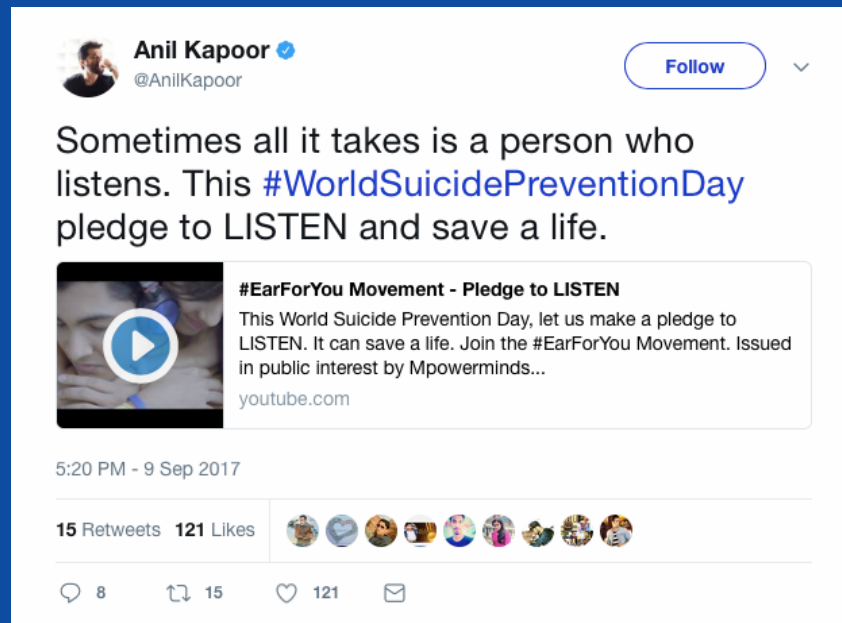 Anil Kapoor
@AnilKapoor
Follow
Sometimes all it takes is a person who
listens. This #WorldSuicidePreventionDay
pledge to LISTEN and save a life.
#EarForYou Movement - Pledge to LISTEN
This World Suicide Prevention Day, let us make a pledge to
LISTEN. It can save a life. Join the #EarForYou Movement. Issued
in public interest by Mpowerminds...
youtube.com
5:20 PM - 9 Sep 2017
15 Retweets 121 Likes
8 15 121